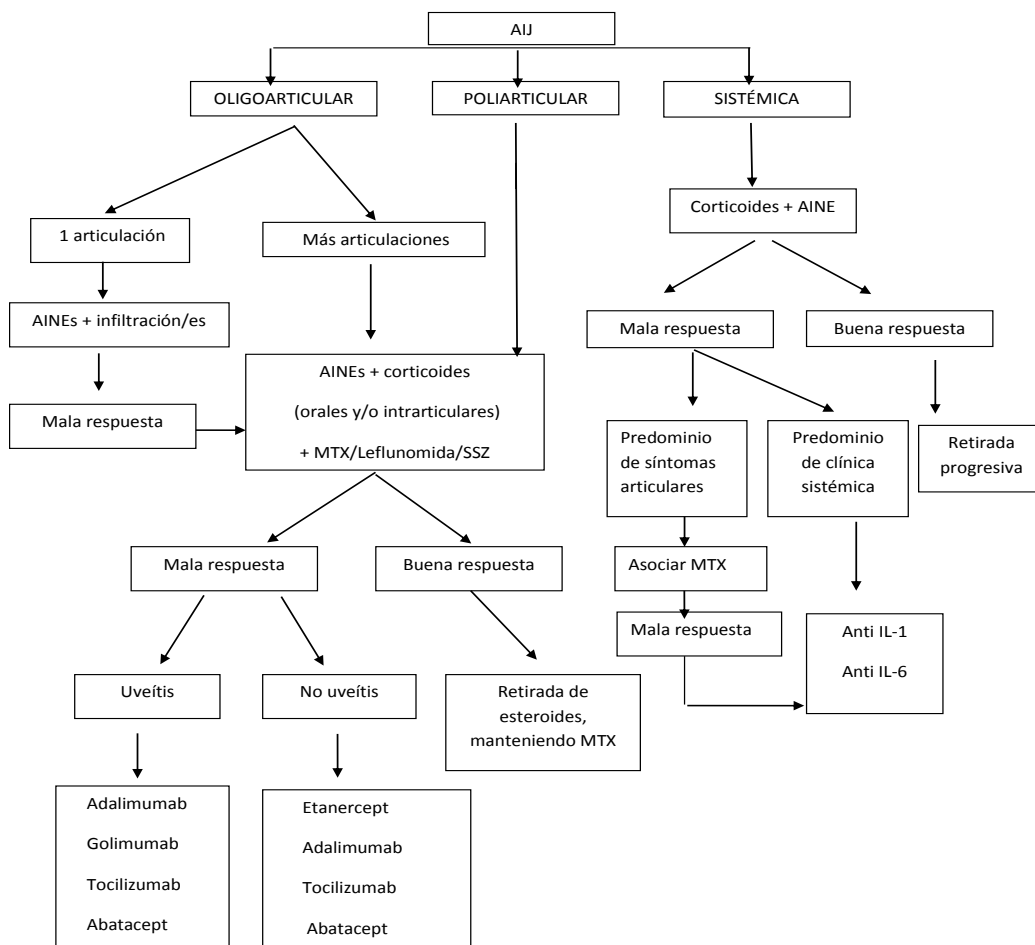 AIJ
OLIGOARTICULAR
POLIARTICULAR
SISTÉMICA
1 articulación
Más articulaciones
Corticoides + AINE
AINEs + infiltración/es
Mala respuesta
Buena respuesta
Mala respuesta
AINEs + corticoides
(orales y/o intrarticulares)
+ MTX/Leflunomida/SSZ
Predominio
de síntomas
articulares
Predominio
de clínica
sistémica
Retirada
progresiva
Mala respuesta
Buena respuesta
Asociar MTX
Mala respuesta
Anti IL-1
Anti IL-6
Uveítis
No uveítis
Retirada de
esteroides,
manteniendo MTX
Adalimumab
Golimumab
Tocilizumab
Abatacept
Etanercept
Adalimumab
Tocilizumab
Abatacept